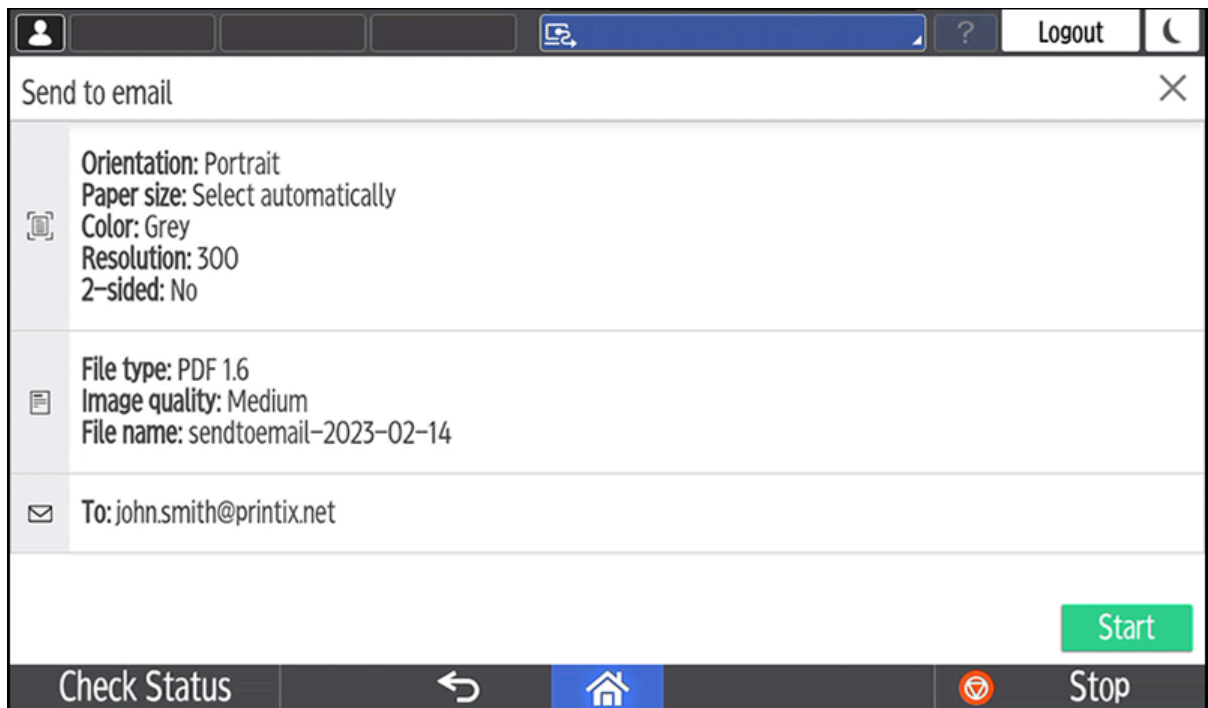 ? Logout
Send to email
Orientation: Portrait
Paper size: Select automatically
Color: Grey
Resolution: 300
2-sided: No
File type: PDF 1.6
Image quality: Medium
File name: sendtoemail-2023-02-14
To: john.smith@printix.net
Start
Check Status Stop